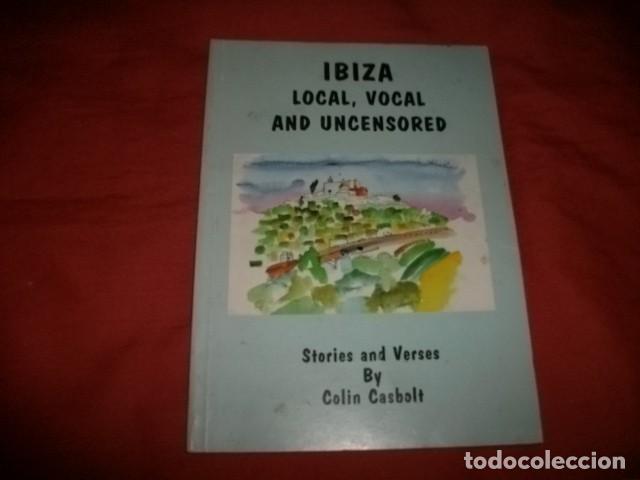 IBIZA
LOCAL, VOCAL
AND UNCENSORED
Stories and Verses
By
Colin Casbolt
todocoleccion